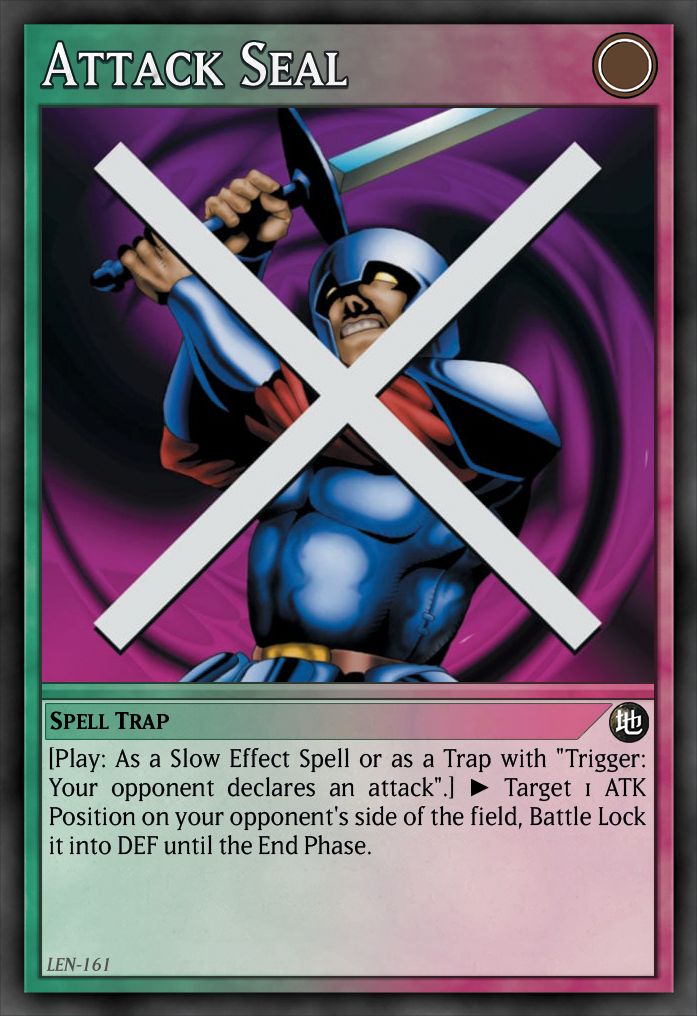 Attack Seal
Spell Trap
[Play: As a Slow Effect Spell or as a Trap with "Trigger:
Your opponent declares an attack".] ► Target 1 ATK
Position on your opponent's side of the field, Battle Lock
it into DEF until the End Phase.
LEN-161